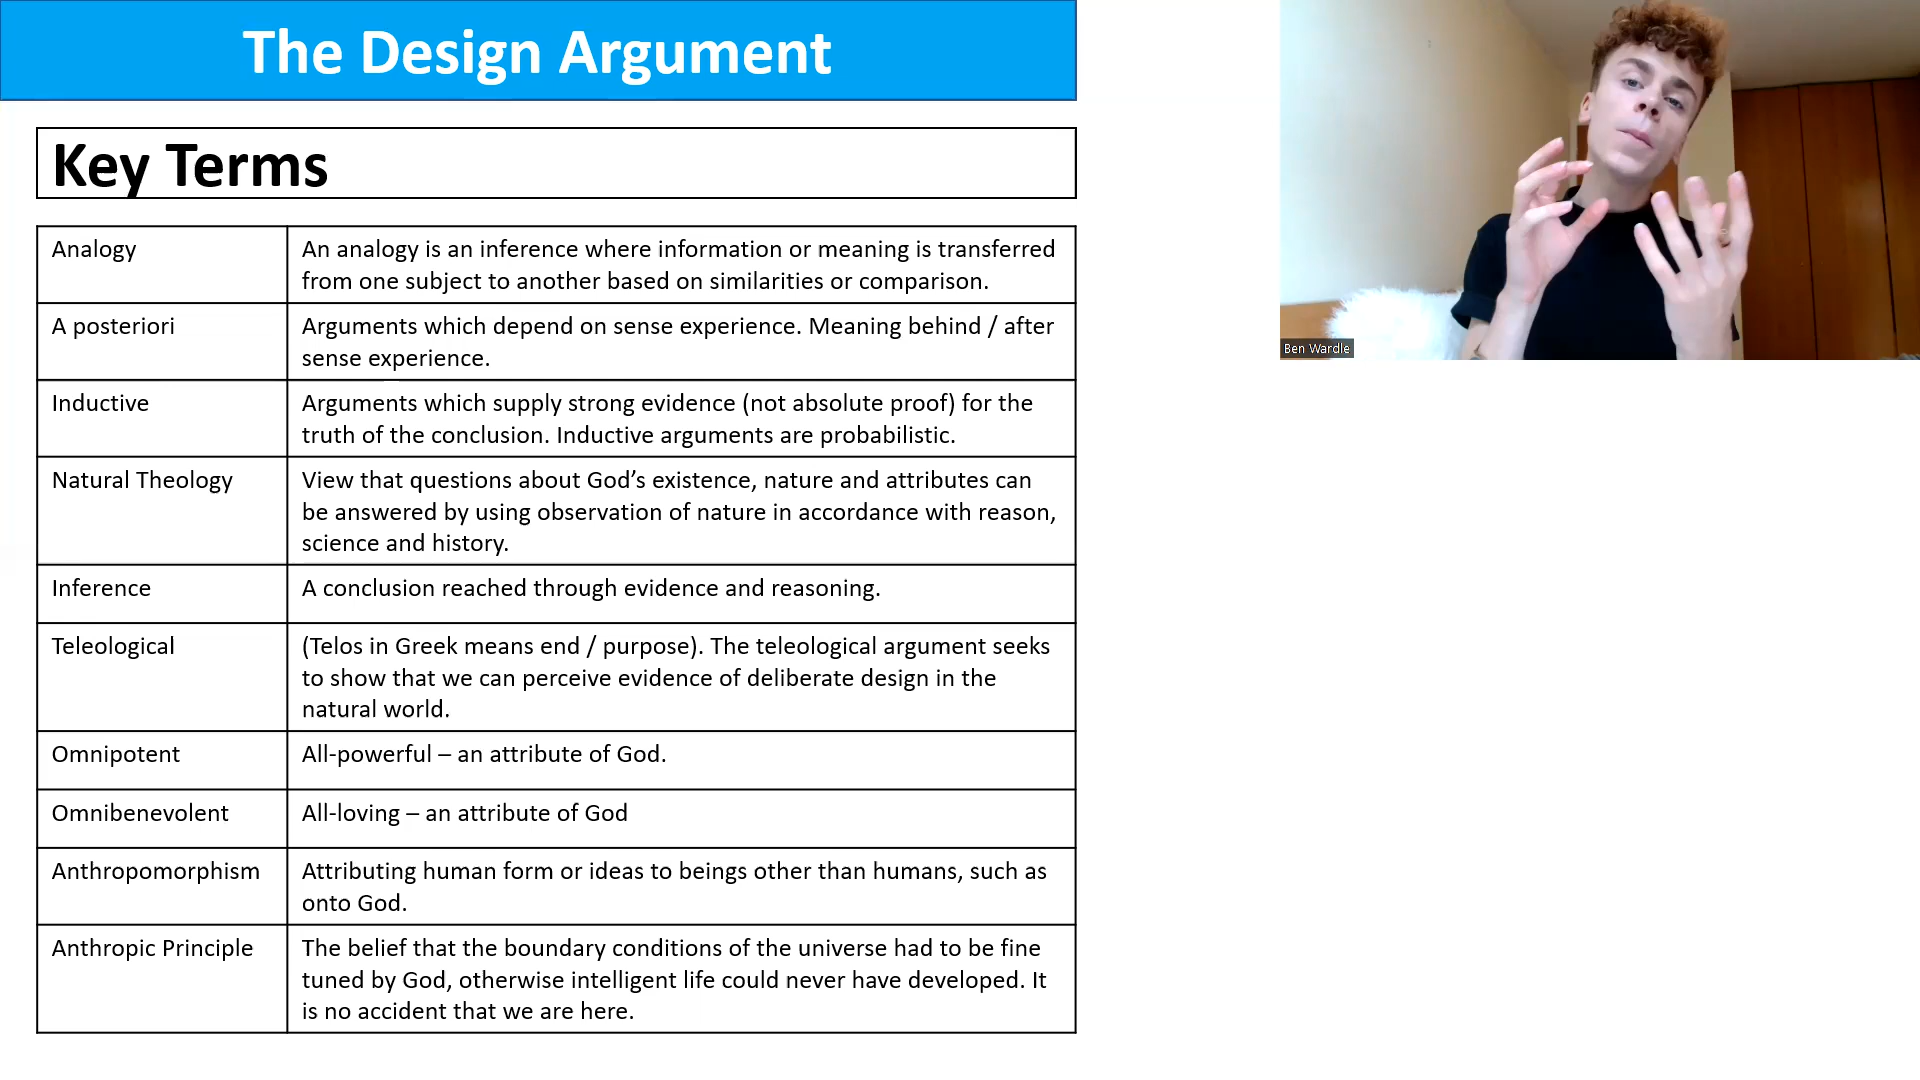 The Design Argument
Key Terms
Analogy
An analogy is an inference where information or meaning is transferred
from one subject to another based on similarities or comparison.
A posteriori
Arguments which depend on sense experience. Meaning behind / after
sense experience.
Inductive
Arguments which supply strong evidence (not absolute proof) for the
truth of the conclusion. Inductive arguments are probabilistic.
Natural Theology
View that questions about God’s existence, nature and attributes can
be answered by using observation of nature in accordance with reason,
science and history.
Inference
A conclusion reached through evidence and reasoning.
Teleological
(Telos in Greek means end / purpose). The teleological argument seeks
to show that we can perceive evidence of deliberate design in the
natural world.
Omnipotent
All-powerful – an attribute of God.
Omnibenevolent
All-loving – an attribute of God
Anthropomorphism
Attributing human form or ideas to beings other than humans, such as
onto God.
Anthropic Principle
The belief that the boundary conditions of the universe had to be fine
tuned by God, otherwise intelligent life could never have developed. It
is no accident that we are here.
Ben Wardle